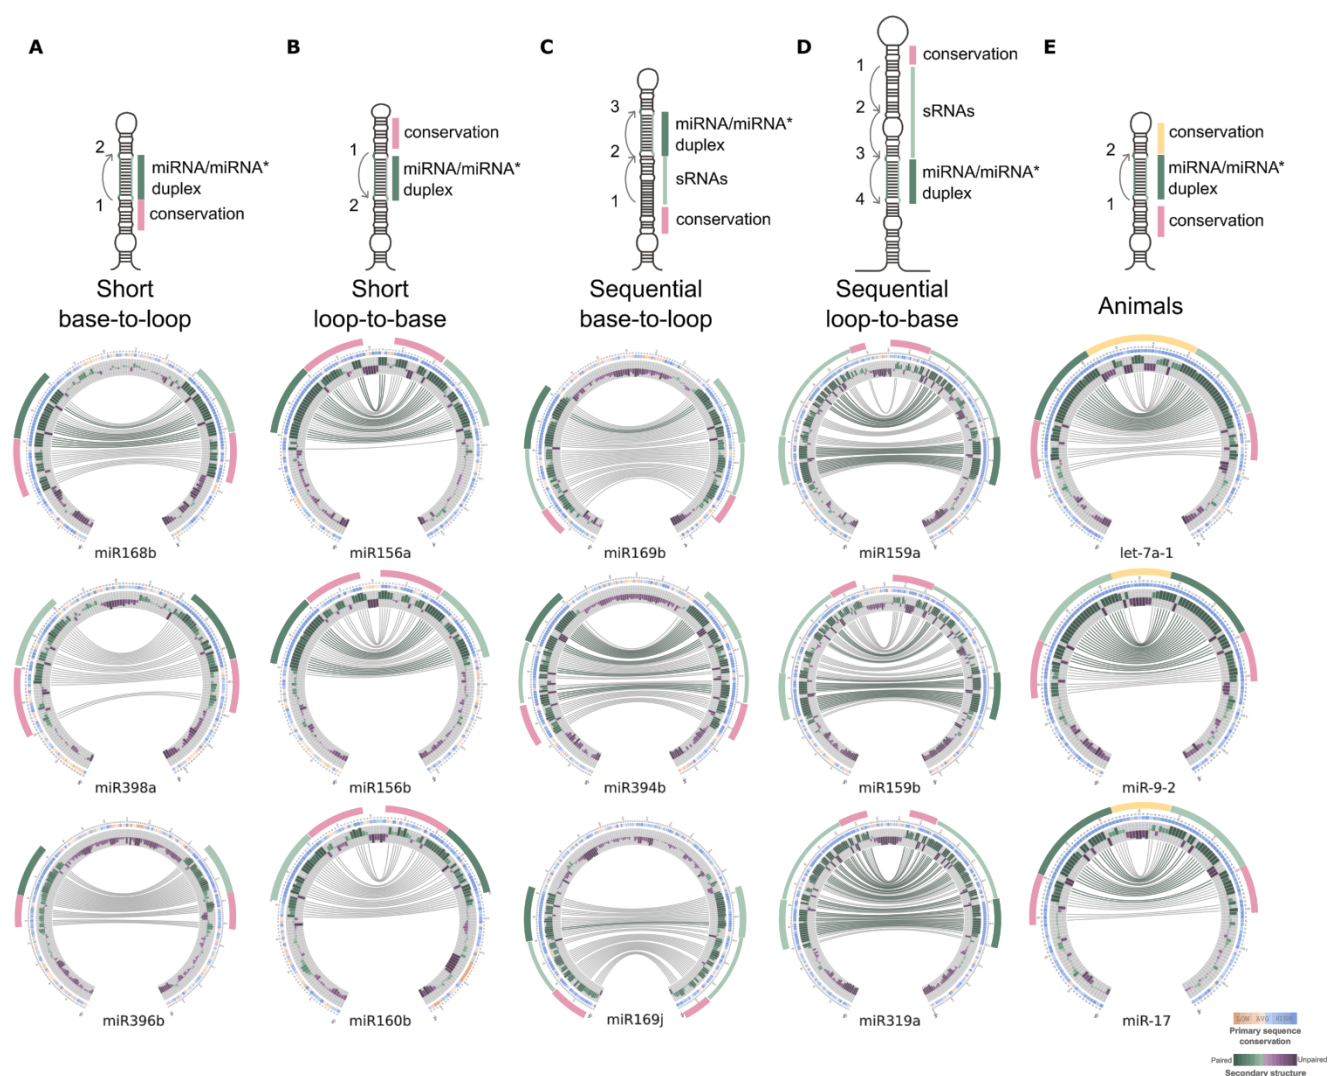 A
B
C
D
E
2
miRNA/miRNA*
duplex
1
conservation
conservation
1
miRNA/miRNA*
duplex
2
3
miRNA/miRNA*
duplex
2
sRNAs
1
conservation
1
conservation
2
sRNAs
3
miRNA/miRNA*
duplex
4
conservation
2
miRNA/miRNA*
duplex
1
conservation
Short
base-to-loop
Short
loop-to-base
Sequential
base-to-loop
Sequential
loop-to-base
Animals
miR168b
miR156a
miR169b
miR159a
let-7a-1
miR398a
miR156b
miR394b
miR159b
miR-9-2
miR396b
miR160b
miR169j
miR319a
miR-17
LOW AVG HIGH
Primary sequence
conservation
Paired
Unpaired
Secondary structure